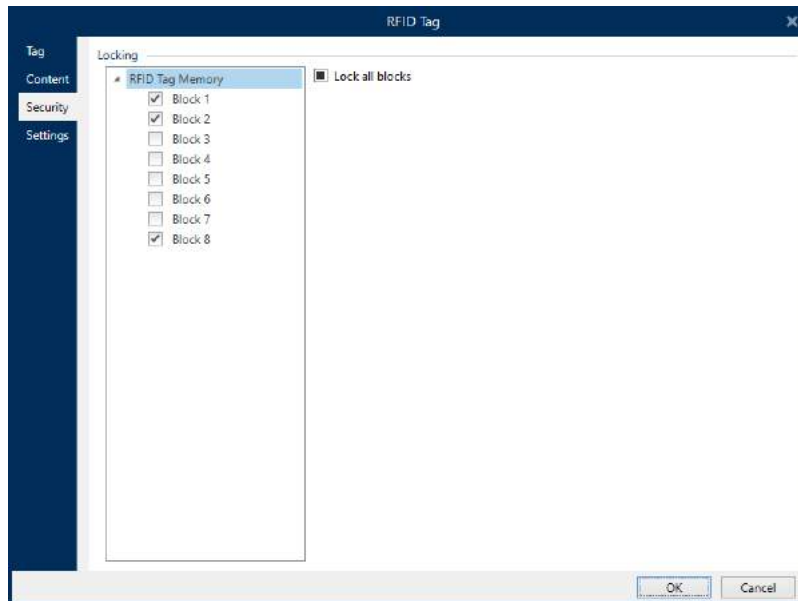 RFID Tag
Tag
Content
Security
Settings
Locking
RFID Tag Memory
Block 1
Block 2
Block 3
Block 4
Block 5
Block 6
Block 7
Block 8
Lock all blocks
OK
Cancel